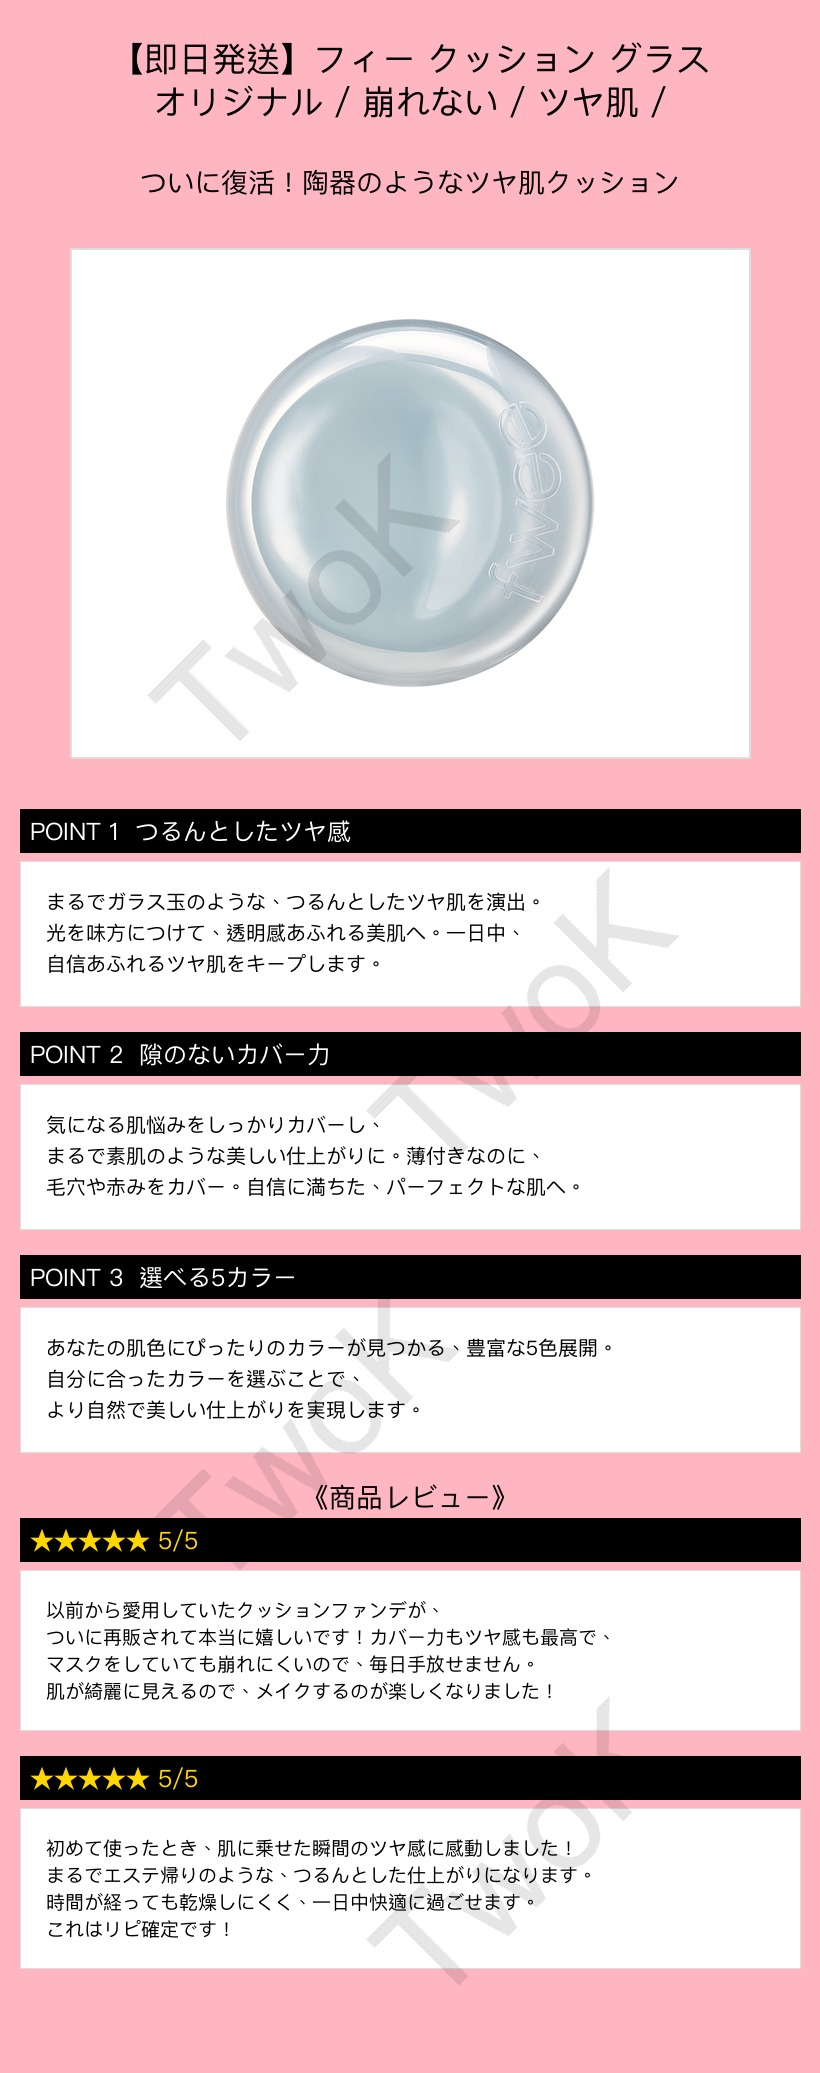 【即日発送】フィー クッション グラス
オリジナル / 崩れない / ツヤ肌 /
ついに復活！陶器のようなツヤ肌クッション
fwee
TwoK
POINT 1 つるんとしたツヤ感
まるでガラス玉のような、つるんとしたツヤ肌を演出。
光を味方につけて、透明感あふれる美肌へ。一日中、
自信あふれるツヤ肌をキープします。
TwoK
POINT 2 隙のないカバー力
気になる肌悩みをしっかりカバーし、
まるで素肌のような美しい仕上がりに。薄付きなのに、
毛穴や赤みをカバー。自信に満ちた、パーフェクトな肌へ。
POINT 3 選べる5カラー
あなたの肌色にぴったりのカラーが見つかる、豊富な5色展開。
自分に合ったカラーを選ぶことで、
より自然で美しい仕上がりを実現します。
TwoK
《商品レビュー》
★★★★★ 5/5
以前から愛用していたクッションファンデが、
ついに再販されて本当に嬉しいです！カバー力もツヤ感も最高で、
マスクをしていても崩れにくいので、毎日手放せません。
肌が綺麗に見えるので、メイクするのが楽しくなりました！
★★★★★ 5/5
初めて使ったとき、肌に乗せた瞬間のツヤ感に感動しました！
まるでエステ帰りのような、つるんとした仕上がりになります。
時間が経っても乾燥しにくく、一日中快適に過ごせます。
これはリピ確定です！
TwoK